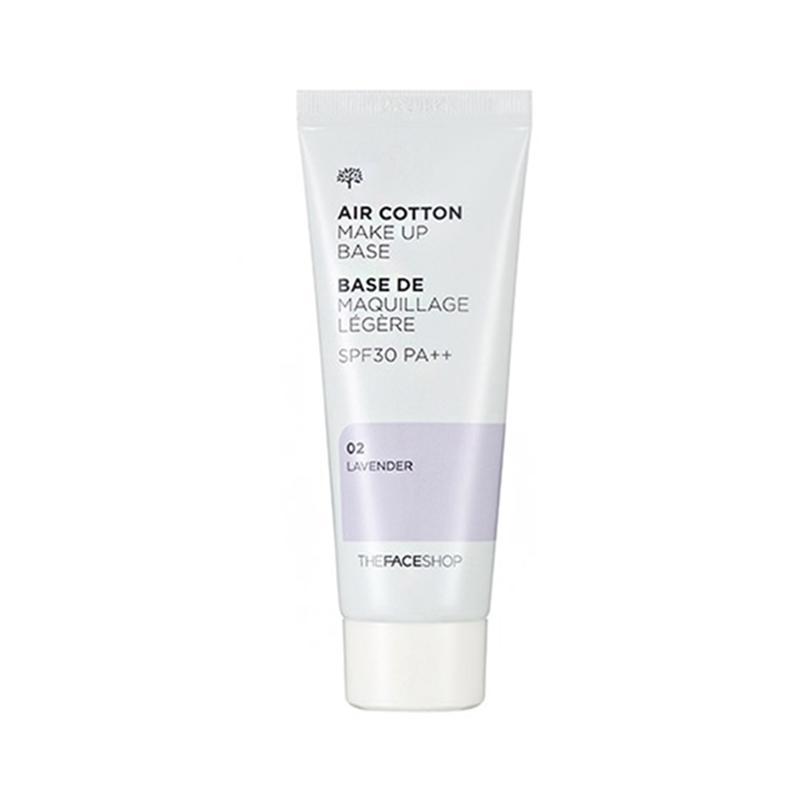 AIR COTTON
MAKE UP
BASE
BASE DE
MAQUILLAGE
LÉGÈRE
SPF30 PA++
02
LAVENDER
THEFACESHOP